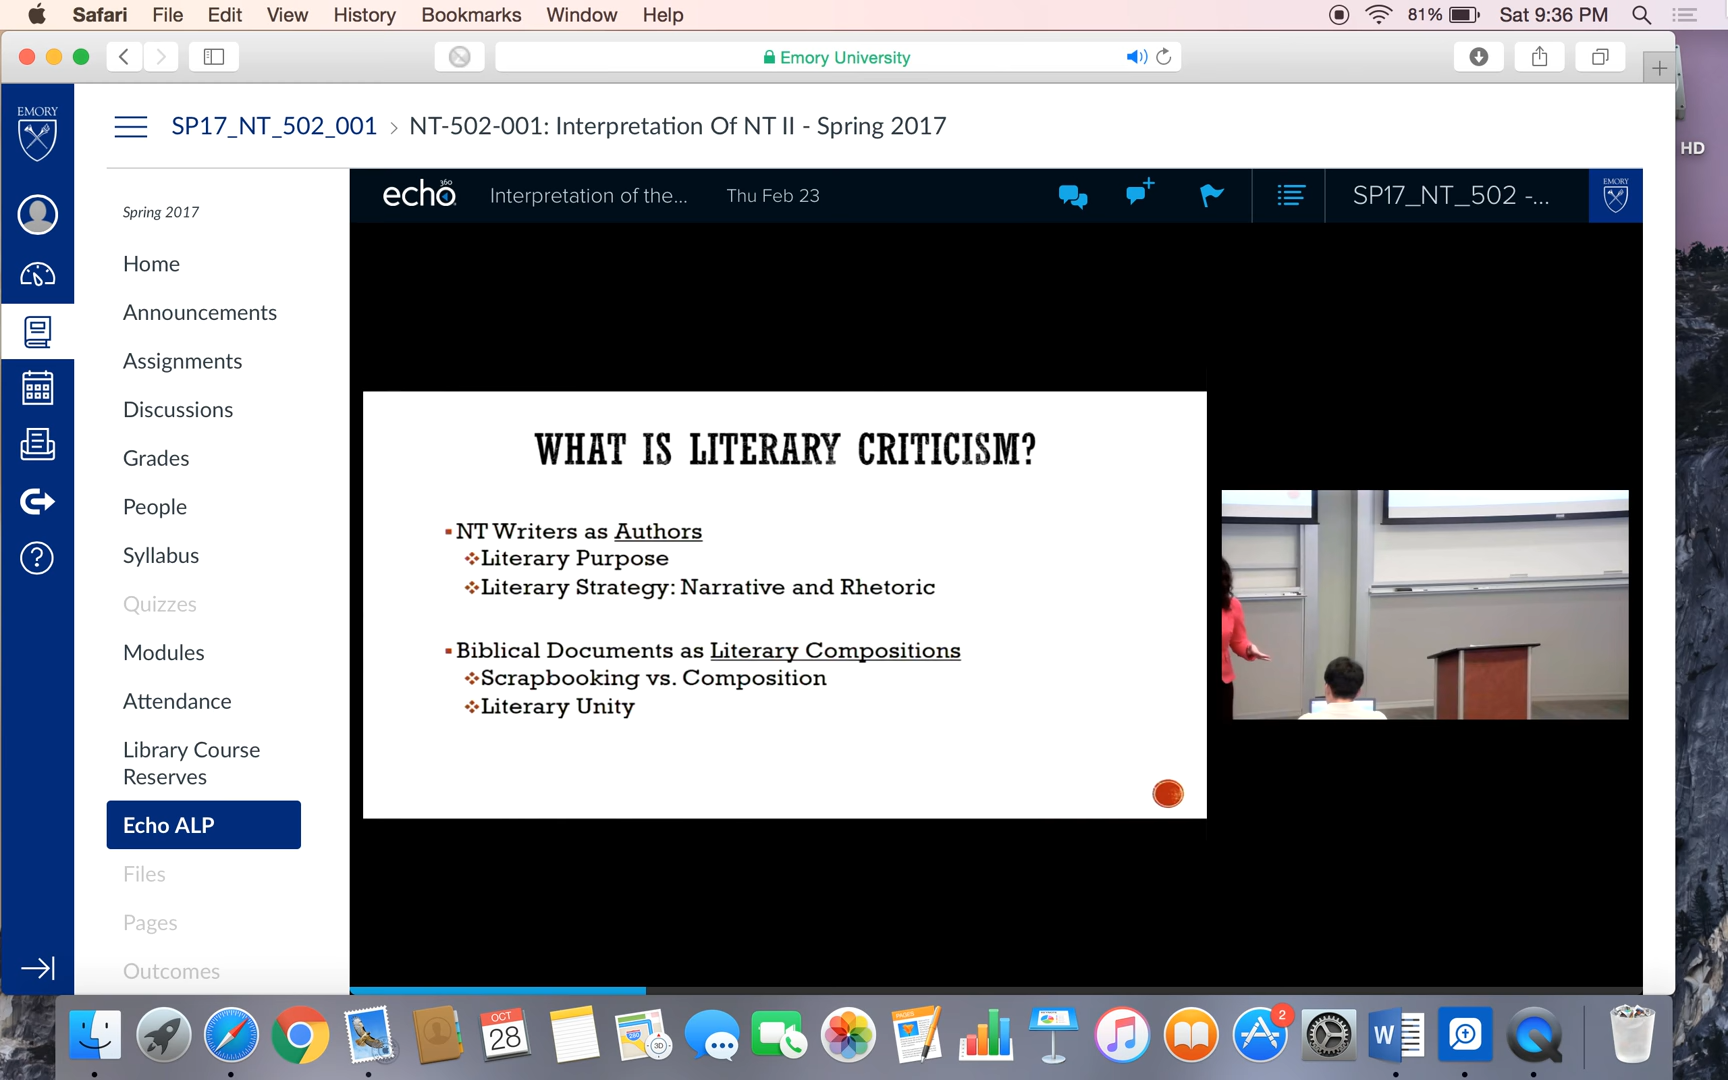 Safari File Edit View History Bookmarks Window Help 81% Sat 9:36 PM
Emory University
EMORY
SP17_NT_502_001 > NT-502-001: Interpretation Of NT II - Spring 2017
HD
Spring 2017
Home
Announcements
Assignments
Discussions
Grades
People
Syllabus
Quizzes
Modules
Attendance
Library Course
Reserves
Echo ALP
Files
Pages
Outcomes
echo360 Interpretation of the... Thu Feb 23 SP17_NT_502 -... EMORY
WHAT IS LITERARY CRITICISM?
NT Writers as Authors
Literary Purpose
Literary Strategy: Narrative and Rhetoric
Biblical Documents as Literary Compositions
Scrapbooking vs. Composition
Literary Unity
OCT
28
3D
PAGES
2
W